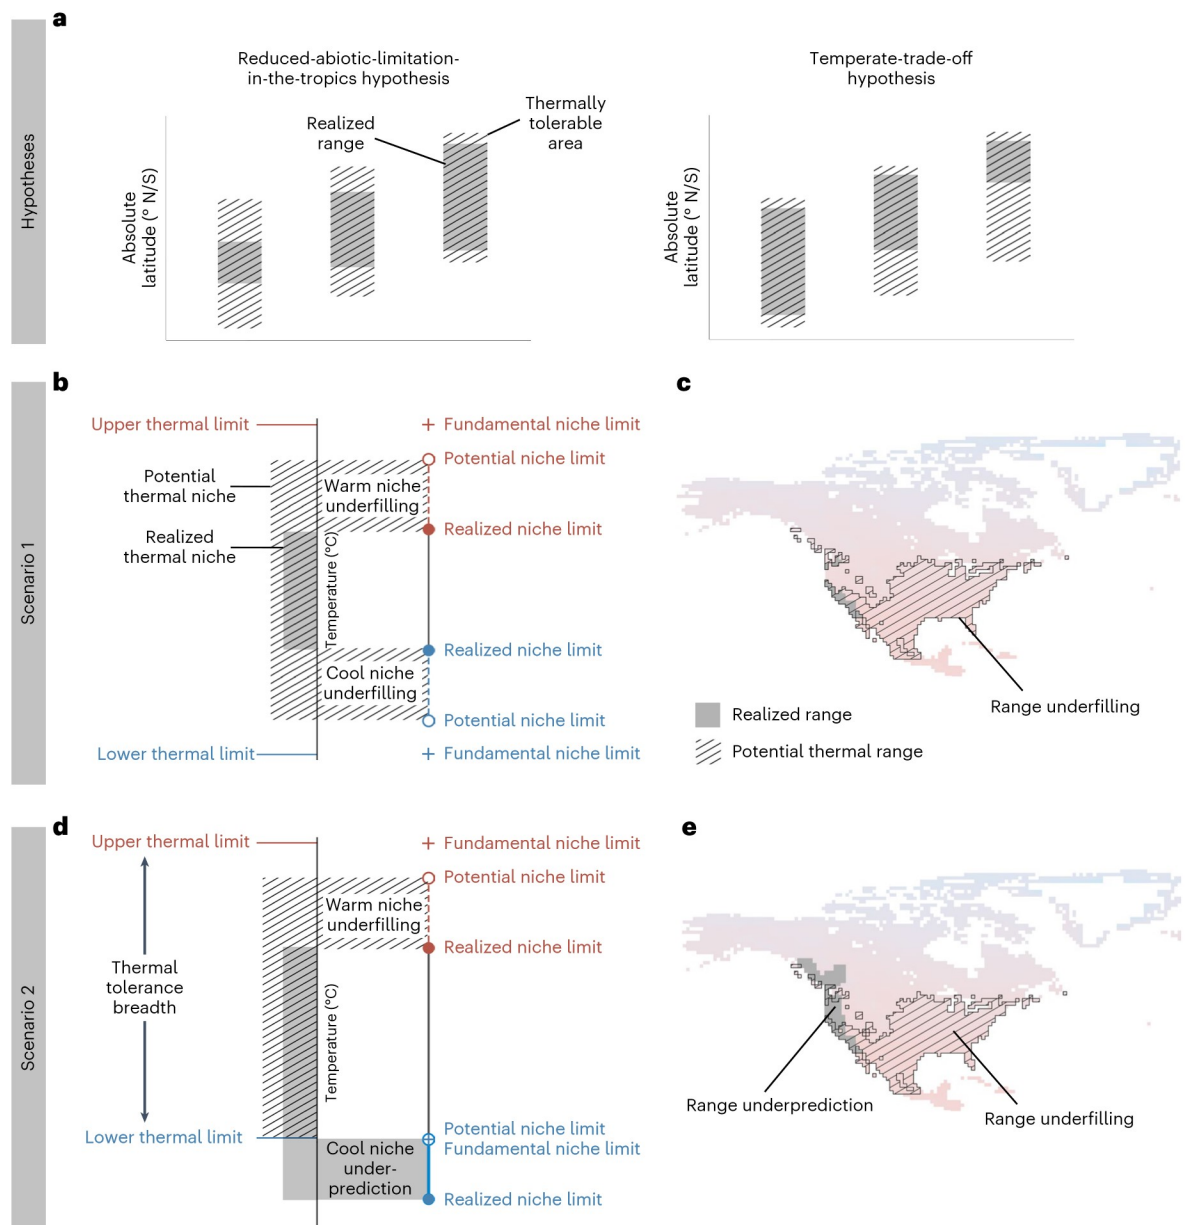 a
Hypotheses
Reduced-abiotic-limitation-
in-the-tropics hypothesis
Realized
range
Thermally
tolerable
area
Absolute
latitude (° N/S)
Temperate-trade-off
hypothesis
Absolute
latitude (° N/S)
b
Scenario 1
Upper thermal limit
Potential
thermal niche
Realized
thermal niche
Lower thermal limit
Temperature (°C)
Warm niche
underfilling
Cool niche
underfilling
Fundamental niche limit
Potential niche limit
Realized niche limit
Realized niche limit
Potential niche limit
Fundamental niche limit
c
Range underfilling
Realized range
Potential thermal range
d
Scenario 2
Upper thermal limit
Thermal
tolerance
breadth
Lower thermal limit
Temperature (°C)
Warm niche
underfilling
Cool niche
under-
prediction
Fundamental niche limit
Potential niche limit
Realized niche limit
Potential niche limit
Fundamental niche limit
Realized niche limit
e
Range underprediction
Range underfilling